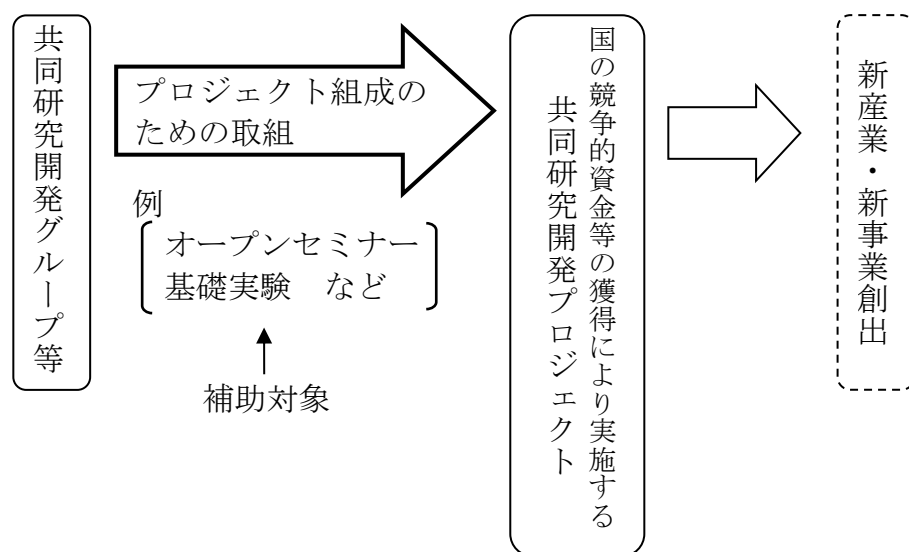 共同研究開発グループ等
プロジェクト組成の
ための取組
例
オープンセミナー
基礎実験　など
補助対象
国の競争的資金等の獲得により実施する
共同研究開発プロジェクト
新産業・新事業創出